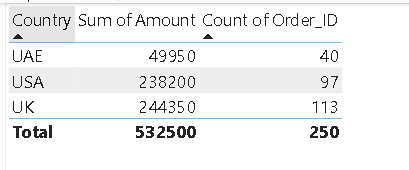 Country Sum of Amount Count of Order_ID
UAE 49950 40
USA 238200 97
UK 244350 113
Total 532500 250